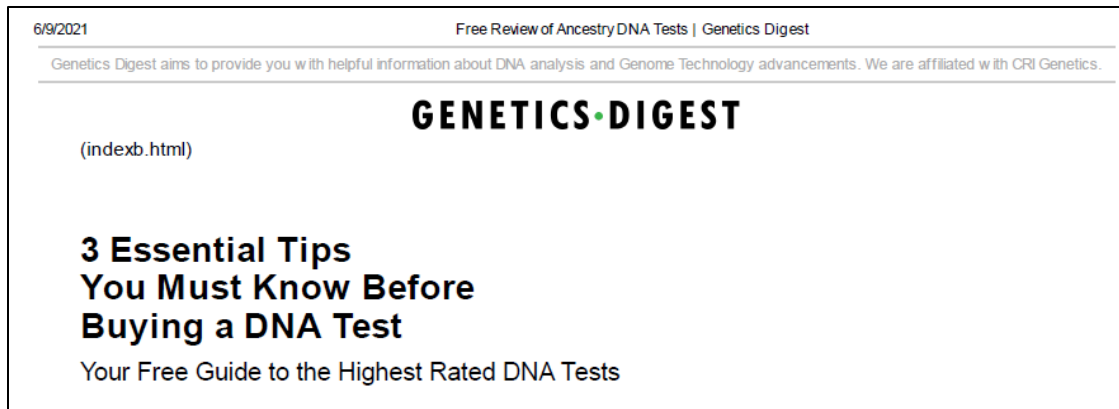 6/9/2021 Free Review of Ancestry DNA Tests | Genetics Digest
Genetics Digest aims to provide you with helpful information about DNA analysis and Genome Technology advancements. We are affiliated with CRI Genetics.
GENETICS•DIGEST
(indexb.html)
3 Essential Tips
You Must Know Before
Buying a DNA Test
Your Free Guide to the Highest Rated DNA Tests